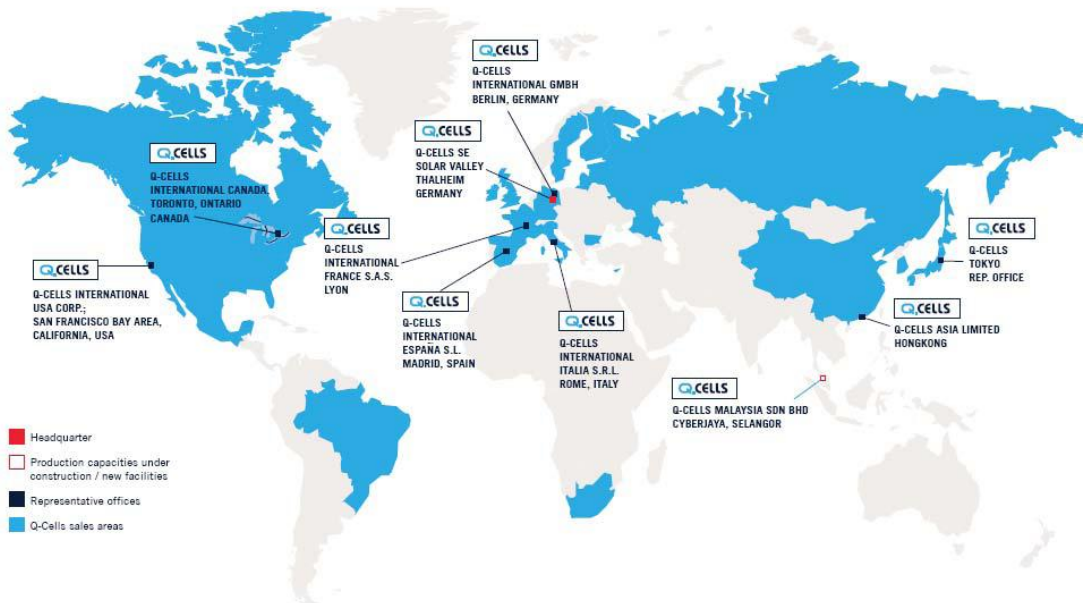 Q.CELLS
Q-CELLS
INTERNATIONAL GMBH
BERLIN, GERMANY
Q.CELLS
Q-CELLS SE
SOLAR VALLEY
THALHEIM
GERMANY
Q.CELLS
Q-CELLS
INTERNATIONAL CANADA,
TORONTO, ONTARIO
CANADA
Q.CELLS
Q-CELLS
INTERNATIONAL
FRANCE S.A.S.
LYON
Q.CELLS
Q-CELLS
TOKYO
REP. OFFICE
Q.CELLS
Q-CELLS INTERNATIONAL
USA CORP.;
SAN FRANCISCO BAY AREA,
CALIFORNIA, USA
Q.CELLS
Q-CELLS
INTERNATIONAL
ESPAÑA S.L.
MADRID, SPAIN
Q.CELLS
Q-CELLS
INTERNATIONAL
ITALIA S.R.L.
ROME, ITALY
Q.CELLS
Q-CELLS ASIA LIMITED
HONGKONG
Q.CELLS
Q-CELLS MALAYSIA SDN BHD
CYBERJAYA, SELANGOR
Headquarter
Production capacities under
construction / new facilities
Representative offices
Q-Cells sales areas